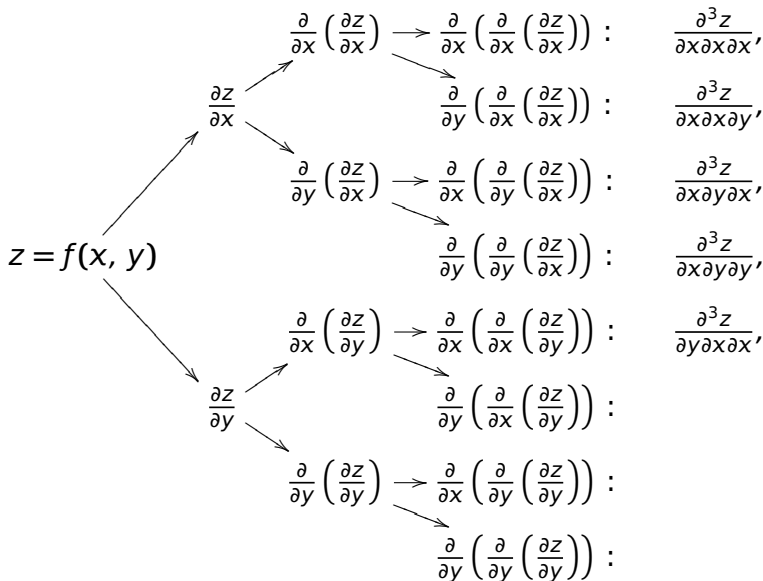 ∂/∂x (∂z/∂x) → ∂/∂x (∂/∂x (∂z/∂x)) : ∂³z/∂x∂x∂x,
∂z/∂x ∂/∂y (∂/∂x (∂z/∂x)) : ∂³z/∂x∂x∂y,
∂/∂y (∂z/∂x) → ∂/∂x (∂/∂y (∂z/∂x)) : ∂³z/∂x∂y∂x,
z = f(x, y) ∂/∂y (∂/∂y (∂z/∂x)) : ∂³z/∂x∂y∂y,
∂/∂x (∂z/∂y) → ∂/∂x (∂/∂x (∂z/∂y)) : ∂³z/∂y∂x∂x,
∂z/∂y ∂/∂y (∂/∂x (∂z/∂y)) :
∂/∂y (∂z/∂y) → ∂/∂x (∂/∂y (∂z/∂y)) :
∂/∂y (∂/∂y (∂z/∂y)) :